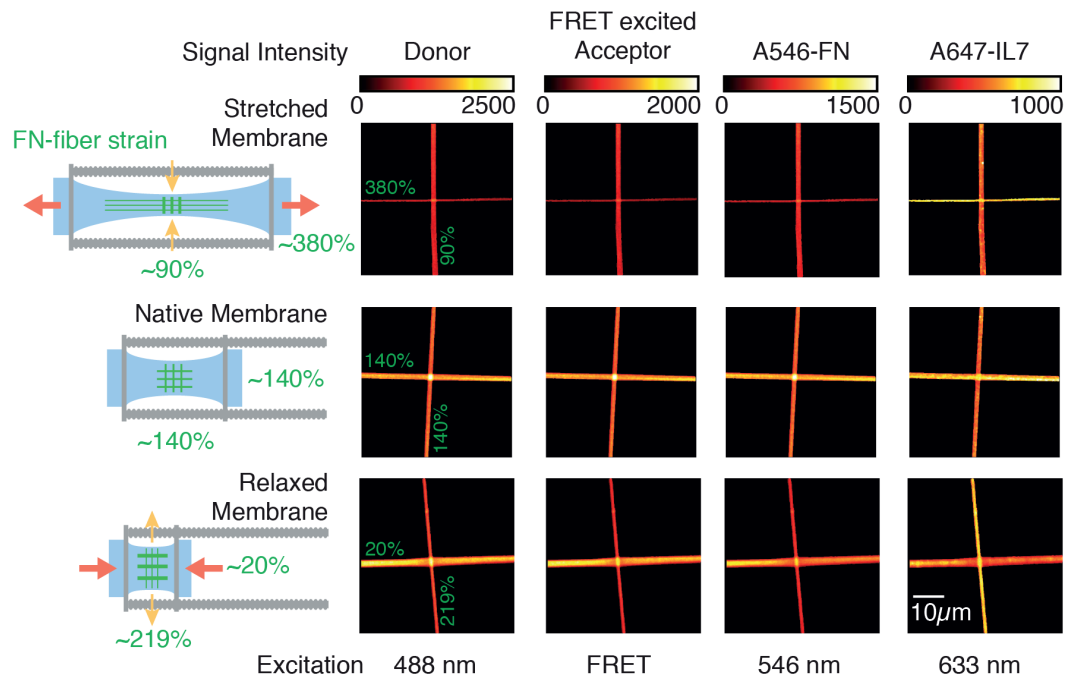 FRET excited
Signal Intensity Donor Acceptor A546-FN A647-IL7
0 2500 0 2000 0 1500 0 1000
Stretched
Membrane
FN-fiber strain
380%
90%
~380%
~90%
Native Membrane
140%
~140%
140%
~140%
Relaxed
Membrane
20%
~20%
219%
10μm
~219%
Excitation 488 nm FRET 546 nm 633 nm